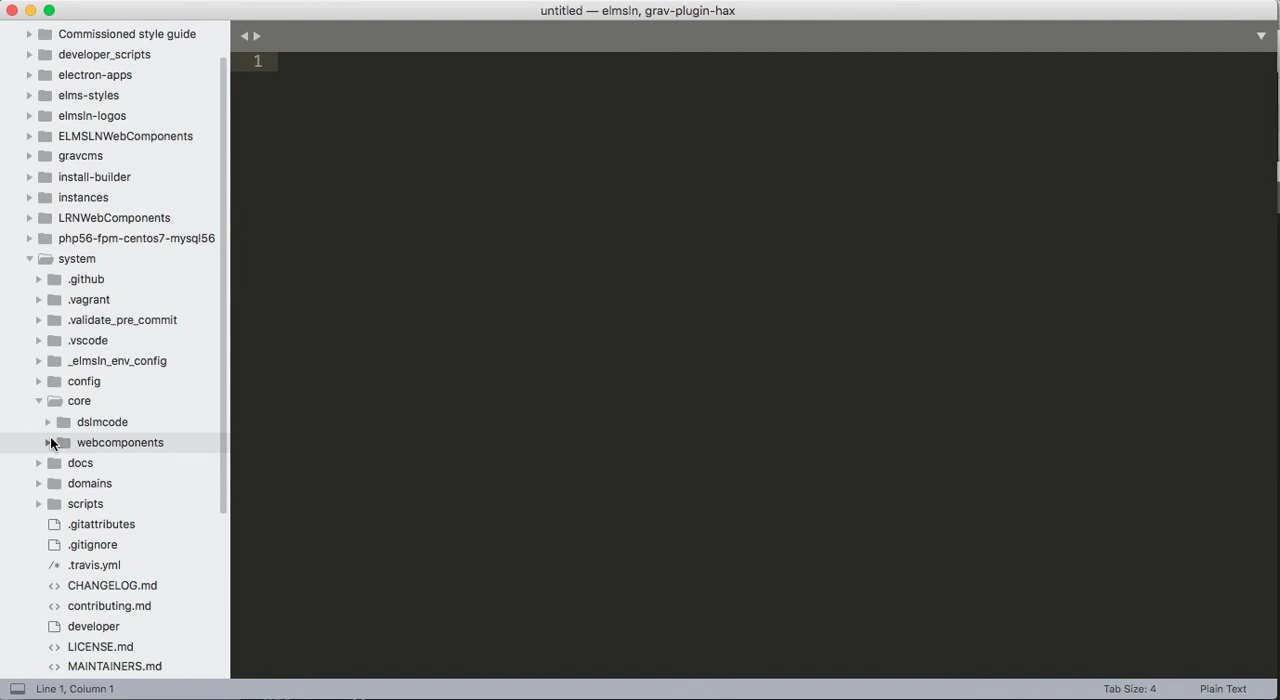 untitled — elmsln, grav-plugin-hax
Commissioned style guide
developer_scripts
electron-apps
elms-styles
elmsln-logos
ELMSLNWebComponents
gravcms
install-builder
instances
LRNWebComponents
php56-fpm-centos7-mysql56
system
.github
.vagrant
.validate_pre_commit
.vscode
_elmsln_env_config
config
core
dslmcode
webcomponents
docs
domains
scripts
.gitattributes
.gitignore
/* .travis.yml
<> CHANGELOG.md
<> contributing.md
developer
<> LICENSE.md
<> MAINTAINERS.md
1
Line 1, Column 1
Tab Size: 4
Plain Text